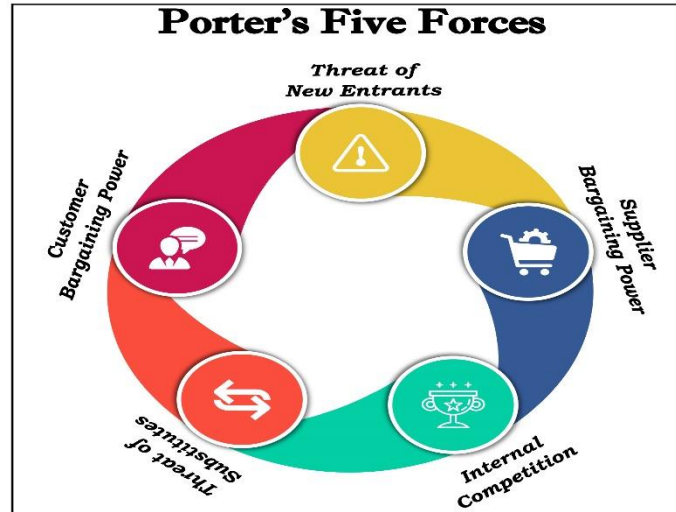 Porter's Five Forces
Threat of
New Entrants
Supplier
Bargaining Power
Internal
Competition
Threat of
Substitutes
Customer
Bargaining Power